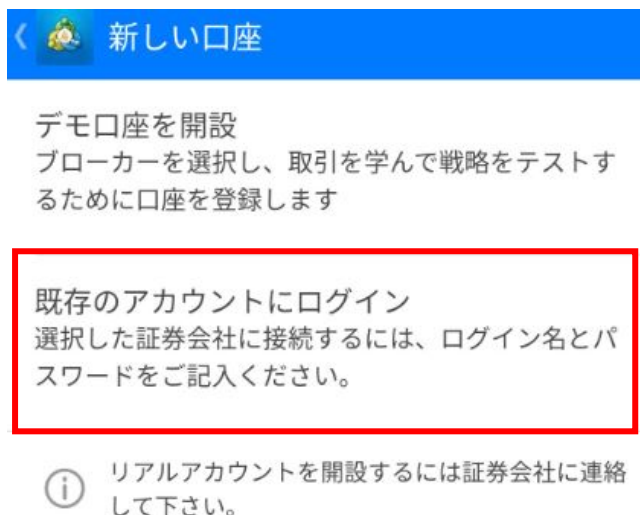 新しい口座
デモ口座を開設
ブローカーを選択し、取引を学んで戦略をテストす
るために口座を登録します
既存のアカウントにログイン
選択した証券会社に接続するには、ログイン名とパ
スワードをご記入ください。
リアルアカウントを開設するには証券会社に連絡
して下さい。